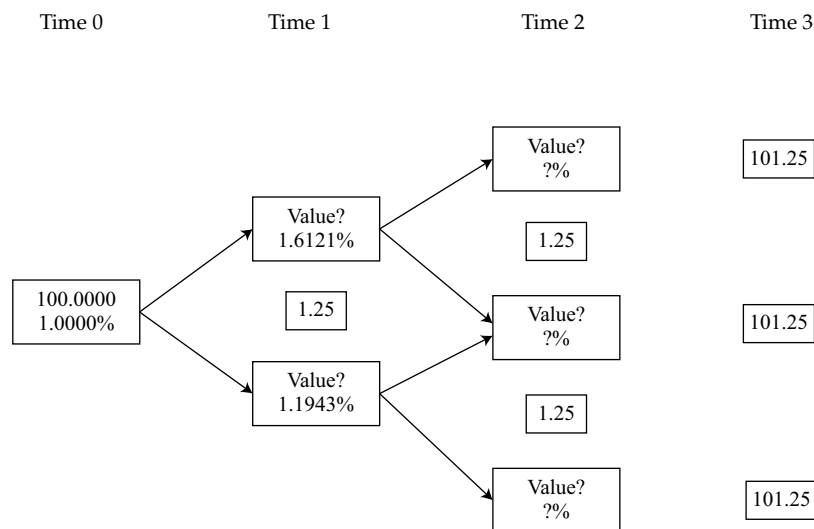 Time 0 Time 1 Time 2 Time 3
Value?
?%
101.25
Value?
1.6121%
1.25
100.0000
1.0000%
1.25
Value?
?%
101.25
Value?
1.1943%
1.25
Value?
?%
101.25